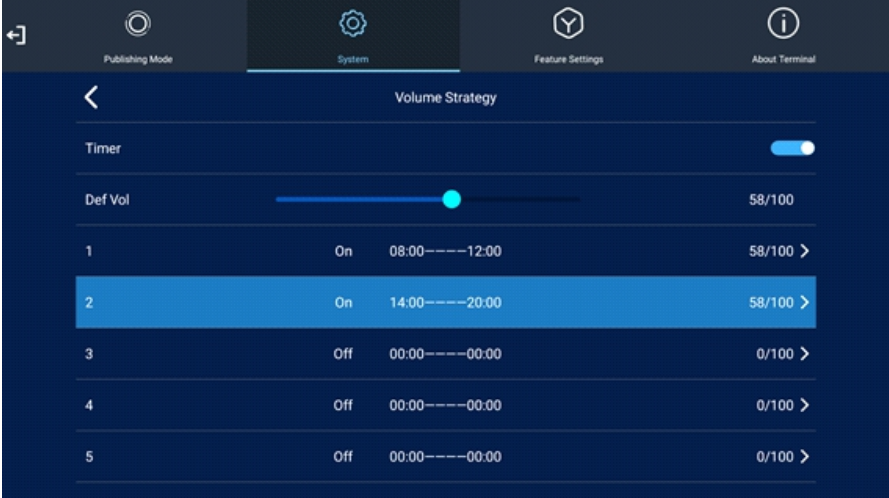 Publishing Mode System Feature Settings About Terminal
Volume Strategy
Timer
Def Vol 58/100
1 On 08:00----12:00 58/100
2 On 14:00----20:00 58/100
3 Off 00:00----00:00 0/100
4 Off 00:00----00:00 0/100
5 Off 00:00----00:00 0/100